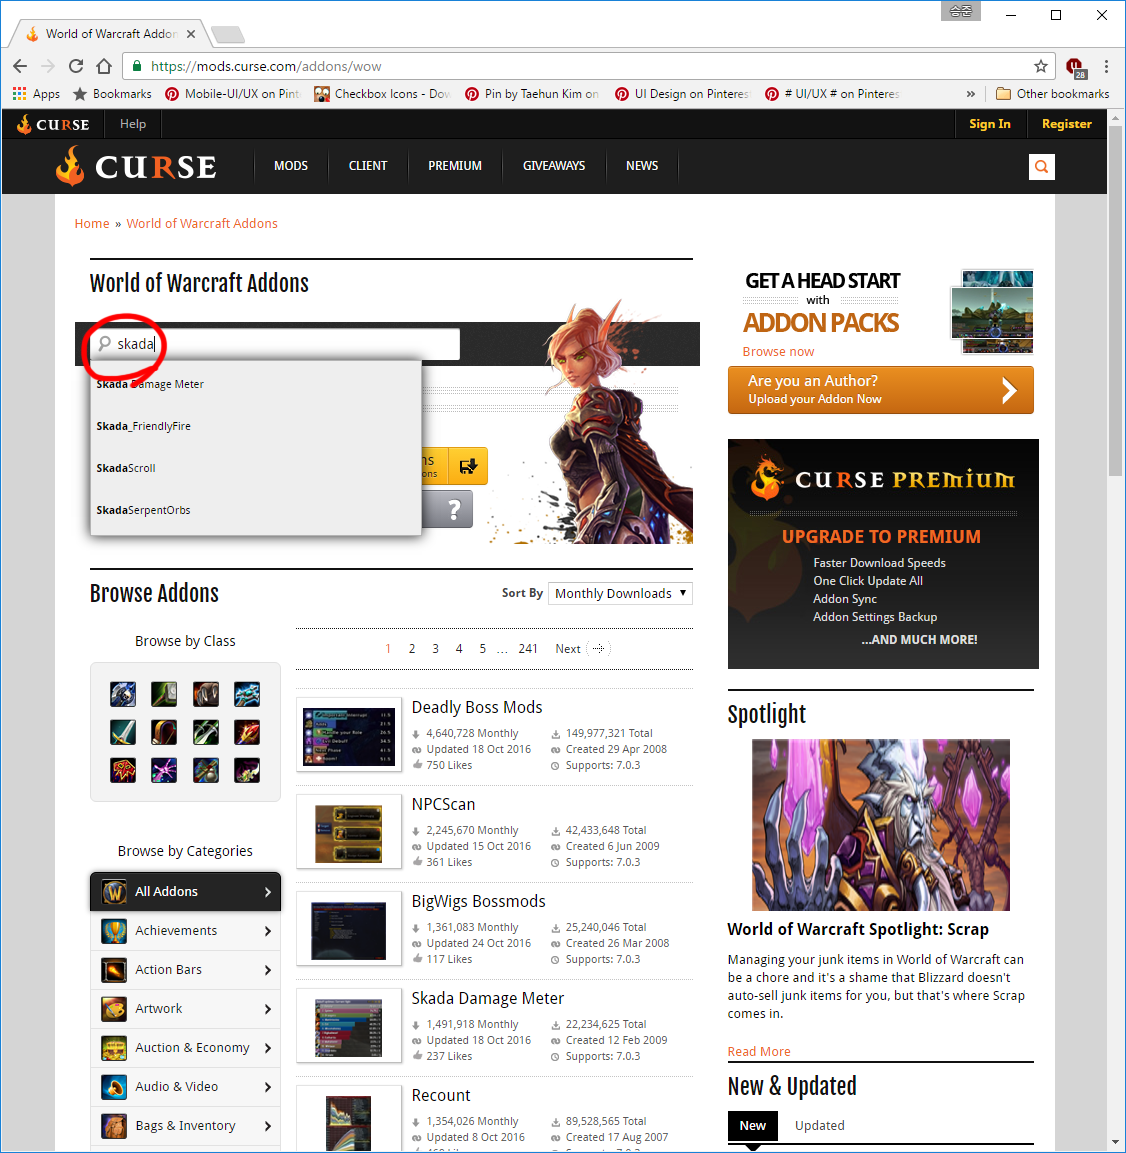 송준
World of Warcraft Addon
https://mods.curse.com/addons/wow
28
Apps
Bookmarks
Mobile-UI/UX on Pint
Checkbox Icons - Dow
Pin by Taehun Kim on
UI Design on Pinterest
# UI/UX # on Pinteres
»
Other bookmarks
CURSE
Help
Sign In
Register
CURSE
MODS
CLIENT
PREMIUM
GIVEAWAYS
NEWS
Home » World of Warcraft Addons
World of Warcraft Addons
skada
Skada Damage Meter
Skada_FriendlyFire
SkadaScroll
SkadaSerpentOrbs
ns
ons
?
GET A HEAD START
with
ADDON PACKS
Browse now
Are you an Author?
Upload your Addon Now
CURSE PREMIUM
UPGRADE TO PREMIUM
Faster Download Speeds
One Click Update All
Addon Sync
Addon Settings Backup
...AND MUCH MORE!
Browse Addons
Sort By Monthly Downloads
Browse by Class
Browse by Categories
All Addons
Achievements
Action Bars
Artwork
Auction & Economy
Audio & Video
Bags & Inventory
1 2 3 4 5 ... 241 Next
Deadly Boss Mods
4,640,728 Monthly 149,977,321 Total
Updated 18 Oct 2016 Created 29 Apr 2008
750 Likes Supports: 7.0.3
NPCScan
2,245,670 Monthly 42,433,648 Total
Updated 15 Oct 2016 Created 6 Jun 2009
361 Likes Supports: 7.0.3
BigWigs Bossmods
1,361,083 Monthly 25,240,046 Total
Updated 24 Oct 2016 Created 26 Mar 2008
117 Likes Supports: 7.0.3
Skada Damage Meter
1,491,918 Monthly 22,234,625 Total
Updated 18 Oct 2016 Created 12 Feb 2009
237 Likes Supports: 7.0.3
Recount
1,354,026 Monthly 89,528,565 Total
Updated 8 Oct 2016 Created 17 Aug 2007
Spotlight
World of Warcraft Spotlight: Scrap
Managing your junk items in World of Warcraft can
be a chore and it's a shame that Blizzard doesn't
auto-sell junk items for you, but that's where Scrap
comes in.
Read More
New & Updated
New
Updated